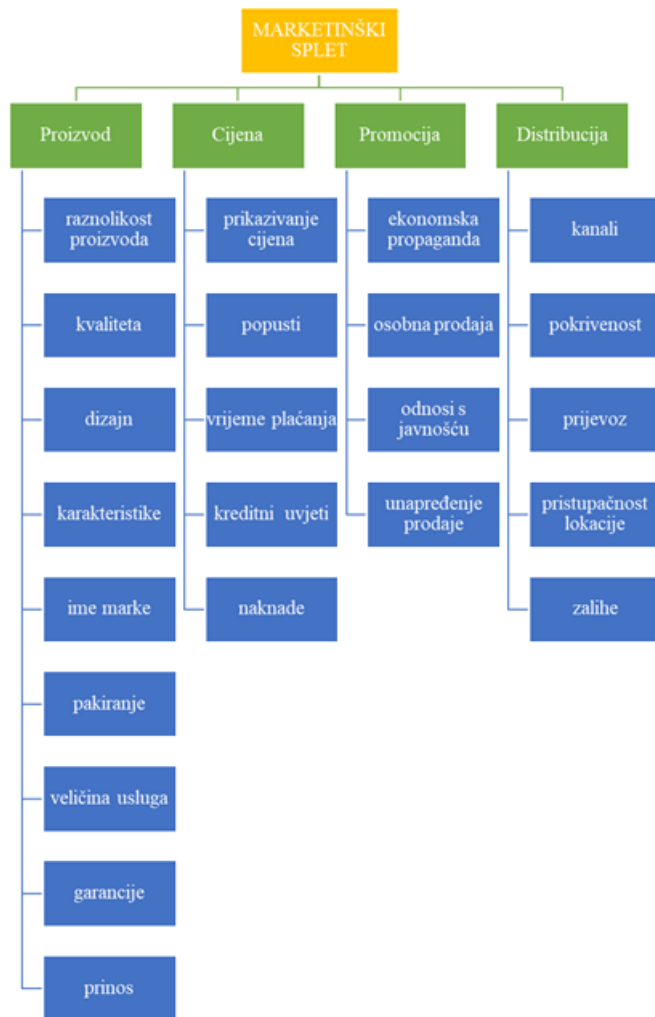 MARKETINŠKI
SPLET
Proizvod
raznolikost
proizvoda
kvaliteta
dizajn
karakteristike
ime marke
pakiranje
veličina usluga
garancije
prinos
Cijena
prikazivanje
cijena
popusti
vrijeme plaćanja
kreditni uvjeti
naknade
Promocija
ekonomska
propaganda
osobna prodaja
odnosi s
javnošću
unapređenje
prodaje
Distribucija
kanali
pokrivenost
prijevoz
pristupačnost
lokacije
zalihe